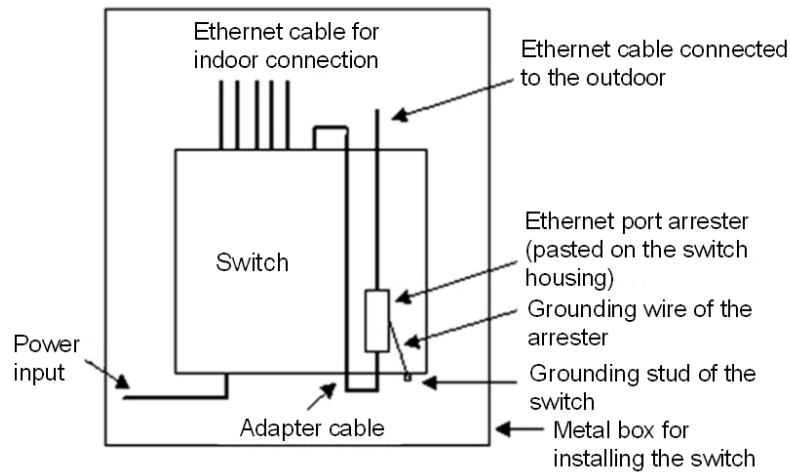 Ethernet cable for
indoor connection
Ethernet cable connected
to the outdoor
Switch
Ethernet port arrester
(pasted on the switch
housing)
Grounding wire of the
arrester
Power
input
Grounding stud of the
switch
Adapter cable
Metal box for
installing the switch